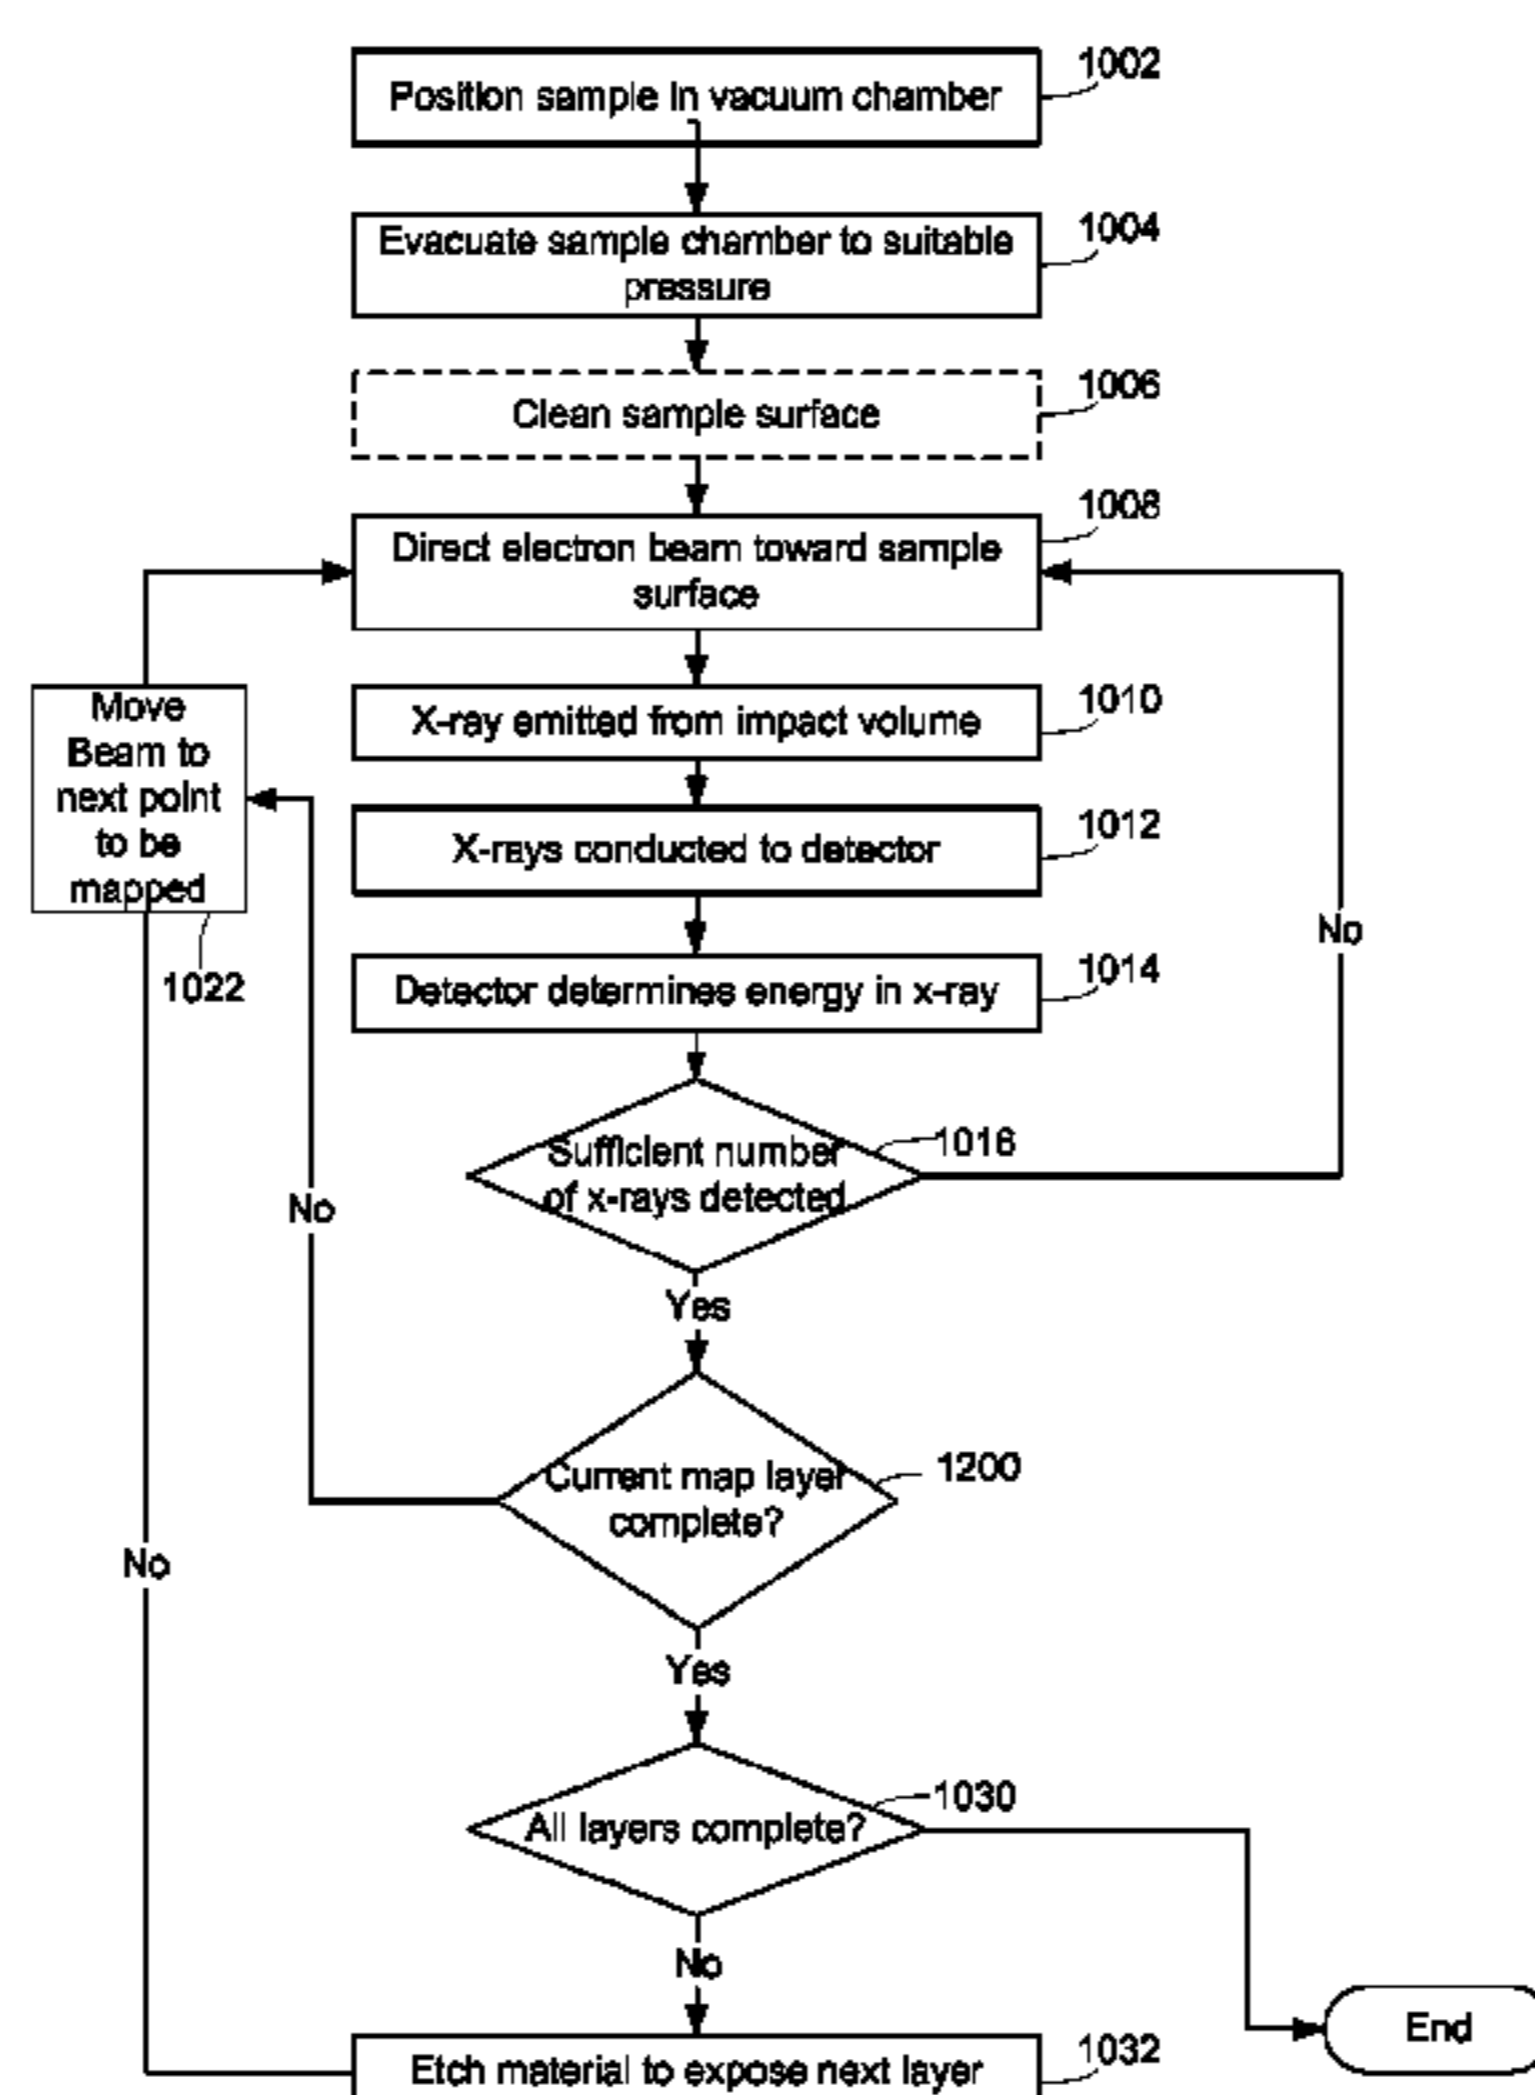 Position sample in vacuum chamber
1002
Evacuate sample chamber to suitable
pressure
1004
Clean sample surface
1006
Direct electron beam toward sample
surface
1008
Move
Beam to
next point
to be
mapped
1022
X-ray emitted from impact volume
1010
X-rays conducted to detector
1012
No
Detector determines energy in x-ray
1014
Sufficient number
of x-rays detected
1016
No
Yes
Current map layer
complete?
1200
No
Yes
All layers complete?
1030
No
End
Etch material to expose next layer
1032